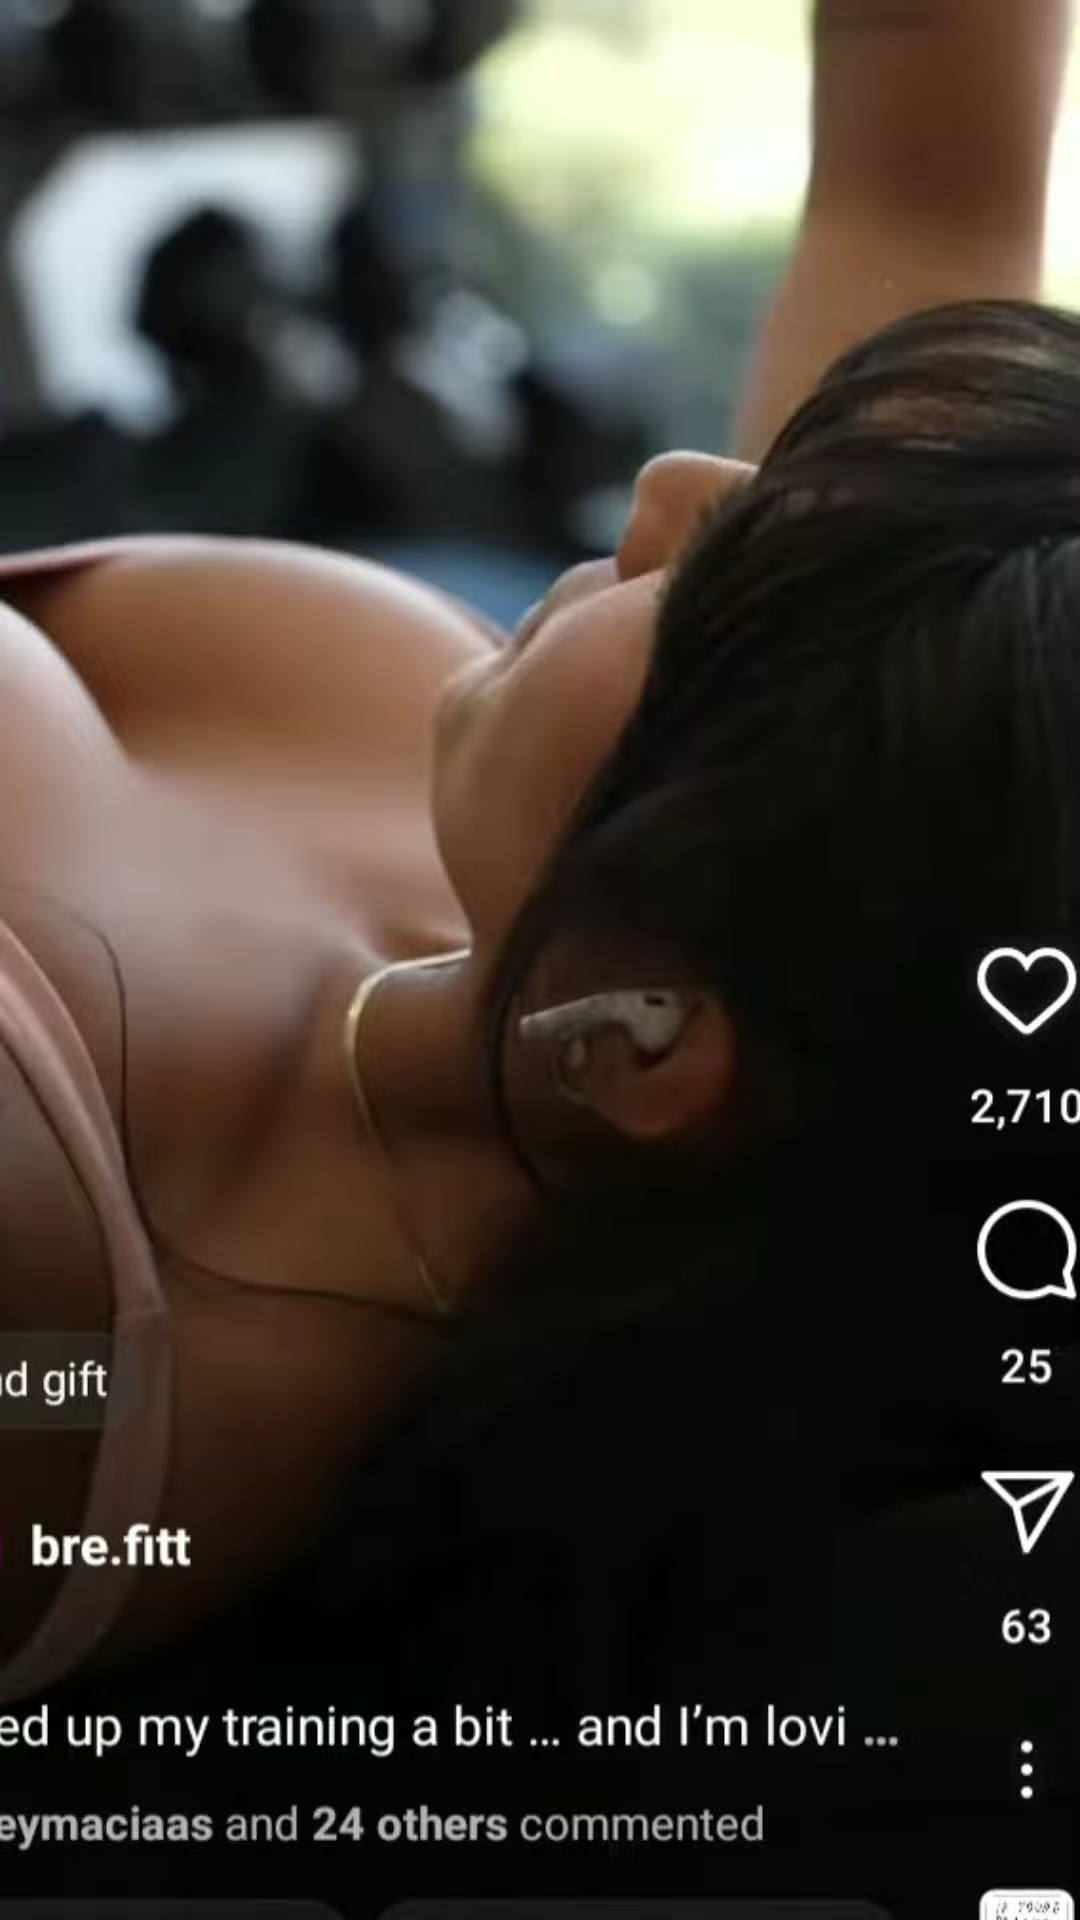 2,710
25
d gift
bre.fitt
63
ed up my training a bit … and I’m lovi …
eymaciaas and 24 others commented